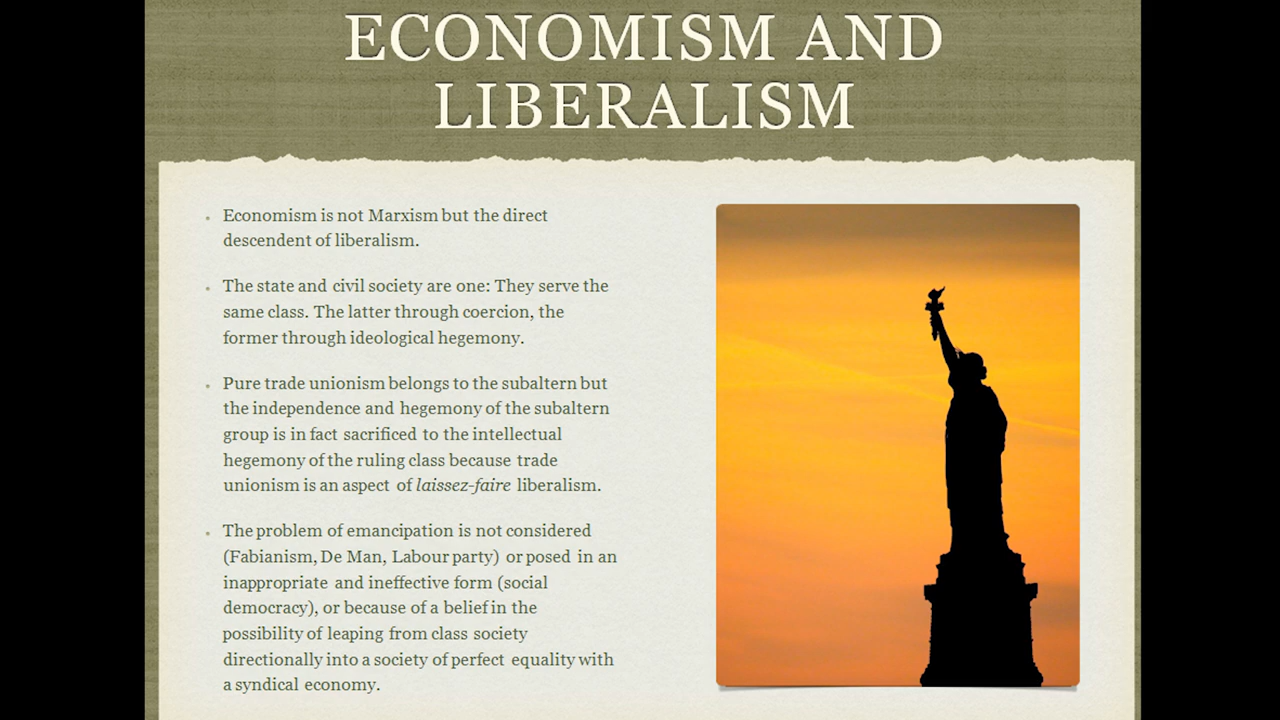 ECONOMISM AND
LIBERALISM
Economism is not Marxism but the direct
descendent of liberalism.
The state and civil society are one: They serve the
same class. The latter through coercion, the
former through ideological hegemony.
Pure trade unionism belongs to the subaltern but
the independence and hegemony of the subaltern
group is in fact sacrificed to the intellectual
hegemony of the ruling class because trade
unionism is an aspect of laissez-faire liberalism.
The problem of emancipation is not considered
(Fabianism, De Man, Labour party) or posed in an
inappropriate and ineffective form (social
democracy), or because of a belief in the
possibility of leaping from class society
directionally into a society of perfect equality with
a syndical economy.